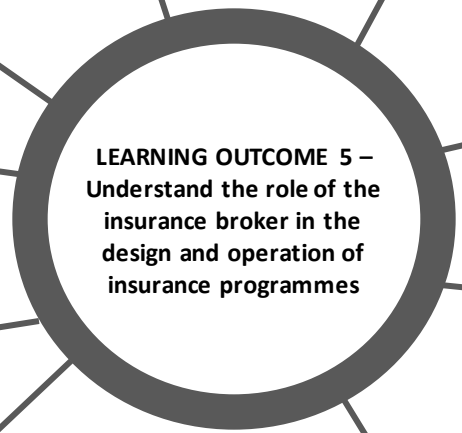 LEARNING OUTCOME 5 –
Understand the role of the
insurance broker in the
design and operation of
insurance programmes